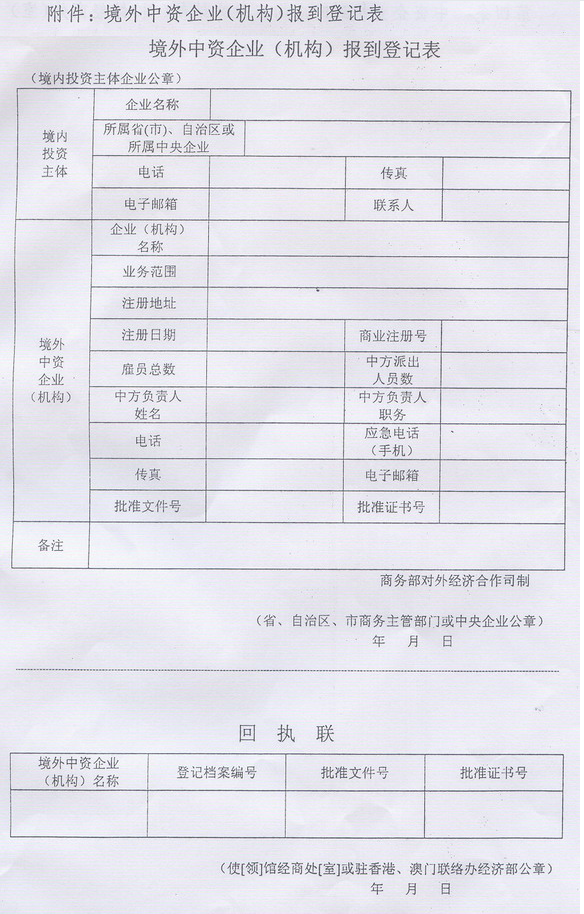 附件：境外中资企业(机构)报到登记表
境外中资企业（机构）报到登记表
（境内投资主体企业公章）
境内
投资
主体
企业名称
所属省(市)、自治区或
所属中央企业
电话
传真
电子邮箱
联系人
境外
中资
企业
（机构）
企业（机构）
名称
业务范围
注册地址
注册日期
商业注册号
雇员总数
中方派出
人员数
中方负责人
姓名
中方负责人
职务
电话
应急电话
（手机）
传真
电子邮箱
批准文件号
批准证书号
备注
商务部对外经济合作司制
（省、自治区、市商务主管部门或中央企业公章）
年 月 日
回 执 联
境外中资企业
（机构）名称
登记档案编号
批准文件号
批准证书号
（使[领]馆经商处[室]或驻香港、澳门联络办经济部公章）
年 月 日